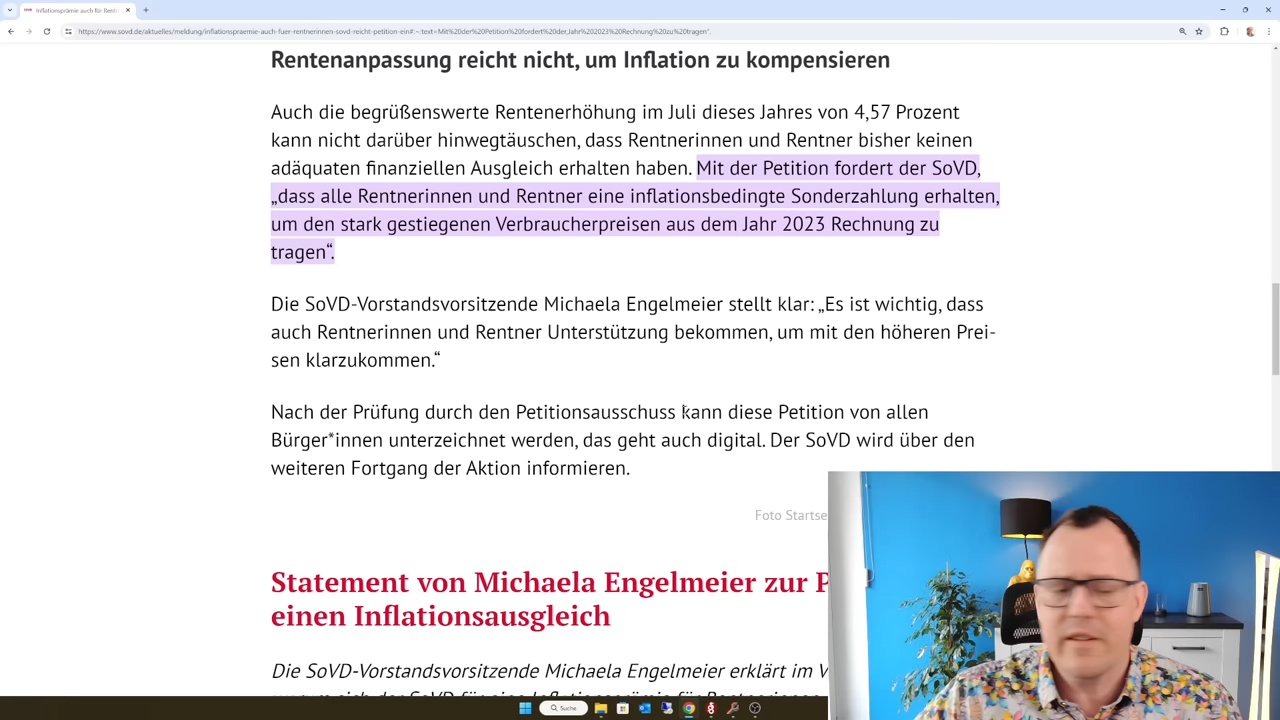 Inflationsprämie auch für Rent
https://www.sovd.de/aktuelles/meldung/inflationspraemie-auch-fuer-rentnerinnen-sovd-reicht-petition-ein#:~:text=Mit%20der%20Petition%20fordert%20der,Jahr%202023%20Rechnung%20zu%20tragen".
Rentenanpassung reicht nicht, um Inflation zu kompensieren
Auch die begrüßenswerte Rentenerhöhung im Juli dieses Jahres von 4,57 Prozent
kann nicht darüber hinwegtäuschen, dass Rentnerinnen und Rentner bisher keinen
adäquaten finanziellen Ausgleich erhalten haben. Mit der Petition fordert der SoVD,
„dass alle Rentnerinnen und Rentner eine inflationsbedingte Sonderzahlung erhalten,
um den stark gestiegenen Verbraucherpreisen aus dem Jahr 2023 Rechnung zu
tragen“.
Die SoVD-Vorstandsvorsitzende Michaela Engelmeier stellt klar: „Es ist wichtig, dass
auch Rentnerinnen und Rentner Unterstützung bekommen, um mit den höheren Prei-
sen klarzukommen.“
Nach der Prüfung durch den Petitionsausschuss kann diese Petition von allen
Bürger*innen unterzeichnet werden, das geht auch digital. Der SoVD wird über den
weiteren Fortgang der Aktion informieren.
Foto Startse
Statement von Michaela Engelmeier zur P
einen Inflationsausgleich
Die SoVD-Vorstandsvorsitzende Michaela Engelmeier erklärt im V
Suche